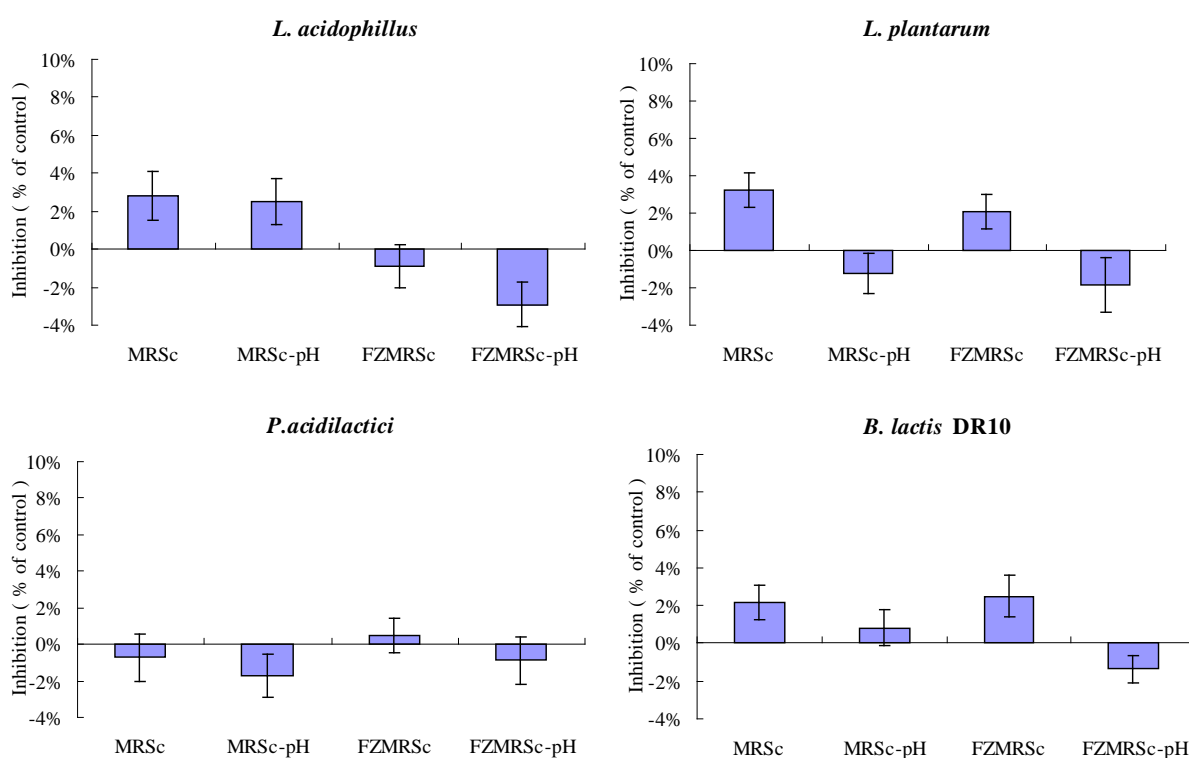 L. acidophillus
Inhibition ( % of control )
10%
8%
6%
4%
2%
0%
-2%
-4%
MRSc MRSc-pH FZMRSc FZMRSc-pH
L. plantarum
Inhibition ( % of control )
10%
8%
6%
4%
2%
0%
-2%
-4%
MRSc MRSc-pH FZMRSc FZMRSc-pH
P.acidilactici
Inhibition ( % of control )
10%
8%
6%
4%
2%
0%
-2%
-4%
MRSc MRSc-pH FZMRSc FZMRSc-pH
B. lactis DR10
Inhibition ( % of control )
10%
8%
6%
4%
2%
0%
-2%
-4%
MRSc MRSc-pH FZMRSc FZMRSc-pH